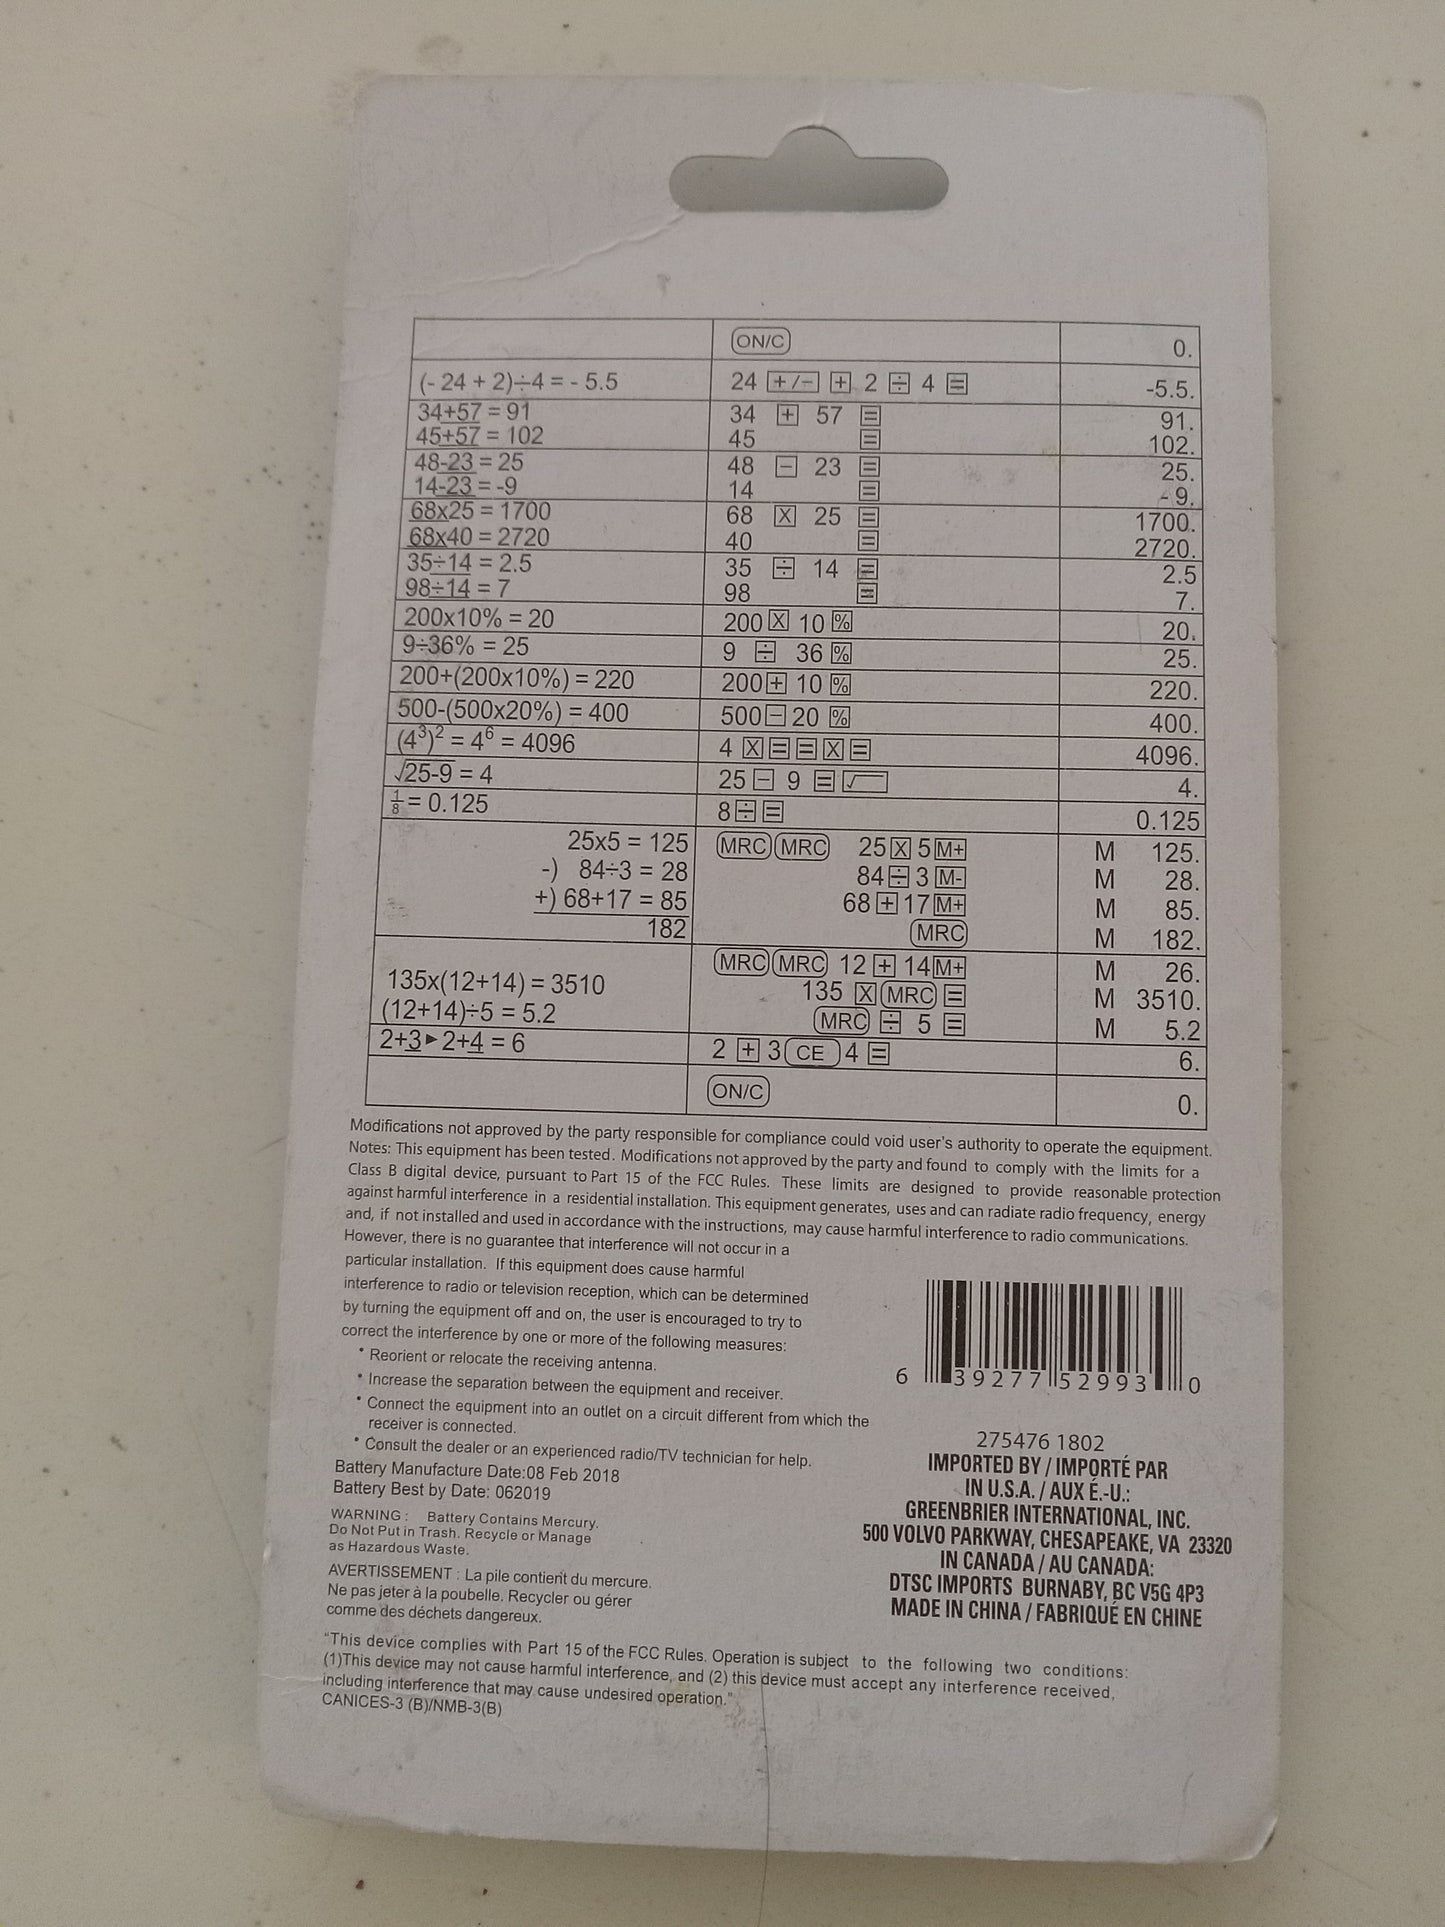 ON/C 0.
(- 24 + 2)÷4 = - 5.5 24 +/− + 2 ÷ 4 = -5.5.
34+57 = 91 34 + 57 = 91.
45+57 = 102 45 = 102.
48-23 = 25 48 − 23 = 25.
14-23 = -9 14 = - 9.
68x25 = 1700 68 X 25 = 1700.
68x40 = 2720 40 = 2720.
35÷14 = 2.5 35 ÷ 14 = 2.5
98÷14 = 7 98 = 7.
200x10% = 20 200 X 10 % 20.
9÷36% = 25 9 ÷ 36 % 25.
200+(200x10%) = 220 200 + 10 % 220.
500-(500x20%) = 400 500 − 20 % 400.
(4³)² = 4⁶ = 4096 4 X = = X = 4096.
√25-9 = 4 25 − 9 = √ 4.
1/8 = 0.125 8 ÷ = 0.125
25x5 = 125 MRC MRC 25 X 5 M+ M 125.
-) 84÷3 = 28 84 ÷ 3 M- M 28.
+) 68+17 = 85 68 + 17 M+ M 85.
182 MRC M 182.
MRC MRC 12 + 14 M+ M 26.
135x(12+14) = 3510 135 X MRC = M 3510.
(12+14)÷5 = 5.2 MRC ÷ 5 = M 5.2
2+3►2+4 = 6 2 + 3 CE 4 = 6.
ON/C 0.
Modifications not approved by the party responsible for compliance could void user's authority to operate the equipment.
Notes: This equipment has been tested. Modifications not approved by the party and found to comply with the limits for a
Class B digital device, pursuant to Part 15 of the FCC Rules. These limits are designed to provide reasonable protection
against harmful interference in a residential installation. This equipment generates, uses and can radiate radio frequency, energy
and, if not installed and used in accordance with the instructions, may cause harmful interference to radio communications.
However, there is no guarantee that interference will not occur in a
particular installation. If this equipment does cause harmful
interference to radio or television reception, which can be determined
by turning the equipment off and on, the user is encouraged to try to
correct the interference by one or more of the following measures:
• Reorient or relocate the receiving antenna.
• Increase the separation between the equipment and receiver.
• Connect the equipment into an outlet on a circuit different from which the
receiver is connected.
• Consult the dealer or an experienced radio/TV technician for help.
Battery Manufacture Date:08 Feb 2018
Battery Best by Date: 062019
WARNING : Battery Contains Mercury.
Do Not Put in Trash. Recycle or Manage
as Hazardous Waste.
AVERTISSEMENT : La pile contient du mercure.
Ne pas jeter à la poubelle. Recycler ou gérer
comme des déchets dangereux.
6 39277 52993 0
275476 1802
IMPORTED BY / IMPORTÉ PAR
IN U.S.A. / AUX É.-U.:
GREENBRIER INTERNATIONAL, INC.
500 VOLVO PARKWAY, CHESAPEAKE, VA 23320
IN CANADA / AU CANADA:
DTSC IMPORTS BURNABY, BC V5G 4P3
MADE IN CHINA / FABRIQUÉ EN CHINE
"This device complies with Part 15 of the FCC Rules. Operation is subject to the following two conditions:
(1)This device may not cause harmful interference, and (2) this device must accept any interference received,
including interference that may cause undesired operation."
CANICES-3 (B)/NMB-3(B)